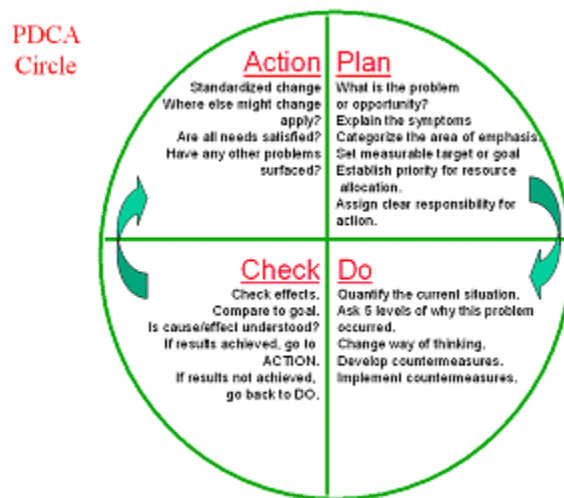 PDCA
Circle
Action
Standardized change
Where else might change
apply?
Are all needs satisfied?
Have any other problems
surfaced?
Plan
What is the problem
or opportunity?
Explain the symptoms
Categorize the area of emphasis.
Set measurable target or goal
Establish priority for resource
allocation.
Assign clear responsibility for
action.
Check
Check effects.
Compare to goal.
Is cause/effect understood?
If results achieved, go to
ACTION.
If results not achieved,
go back to DO.
Do
Quantify the current situation.
Ask 5 levels of why this problem
occurred.
Change way of thinking.
Develop countermeasures.
Implement countermeasures.